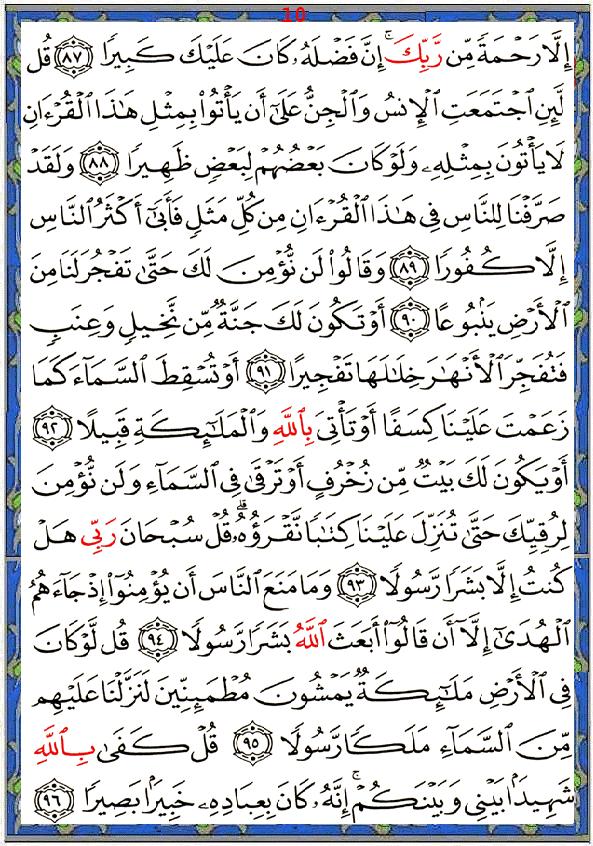 10
إِلَّا رَحْمَةً مِّن رَّبِّكَ ۚ إِنَّ فَضْلَهُۥ كَانَ عَلَيْكَ كَبِيرًا ﴿٨٧﴾ قُل
لَّئِنِ ٱجْتَمَعَتِ ٱلْإِنسُ وَٱلْجِنُّ عَلَىٰٓ أَن يَأْتُوا۟ بِمِثْلِ هَٰذَا ٱلْقُرْءَانِ
لَا يَأْتُونَ بِمِثْلِهِۦ وَلَوْ كَانَ بَعْضُهُمْ لِبَعْضٍ ظَهِيرًا ﴿٨٨﴾ وَلَقَدْ
صَرَّفْنَا لِلنَّاسِ فِى هَٰذَا ٱلْقُرْءَانِ مِن كُلِّ مَثَلٍ فَأَبَىٰٓ أَكْثَرُ ٱلنَّاسِ
إِلَّا كُفُورًا ﴿٨٩﴾ وَقَالُوا۟ لَن نُّؤْمِنَ لَكَ حَتَّىٰ تَفْجُرَ لَنَا مِنَ
ٱلْأَرْضِ يَنۢبُوعًا ﴿٩٠﴾ أَوْ تَكُونَ لَكَ جَنَّةٌ مِّن نَّخِيلٍ وَعِنَبٍ
فَتُفَجِّرَ ٱلْأَنْهَٰرَ خِلَٰلَهَا تَفْجِيرًا ﴿٩١﴾ أَوْ تُسْقِطَ ٱلسَّمَآءَ كَمَا
زَعَمْتَ عَلَيْنَا كِسَفًا أَوْ تَأْتِىَ بِٱللَّهِ وَٱلْمَلَٰٓئِكَةِ قَبِيلًا ﴿٩٢﴾
أَوْ يَكُونَ لَكَ بَيْتٌ مِّن زُخْرُفٍ أَوْ تَرْقَىٰ فِى ٱلسَّمَآءِ وَلَن نُّؤْمِنَ
لِرُقِيِّكَ حَتَّىٰ تُنَزِّلَ عَلَيْنَا كِتَٰبًا نَّقْرَؤُهُۥ ۗ قُلْ سُبْحَانَ رَبِّى هَلْ
كُنتُ إِلَّا بَشَرًا رَّسُولًا ﴿٩٣﴾ وَمَا مَنَعَ ٱلنَّاسَ أَن يُؤْمِنُوٓا۟ إِذْ جَآءَهُمُ
ٱلْهُدَىٰٓ إِلَّآ أَن قَالُوٓا۟ أَبَعَثَ ٱللَّهُ بَشَرًا رَّسُولًا ﴿٩٤﴾ قُل لَّوْ كَانَ
فِى ٱلْأَرْضِ مَلَٰٓئِكَةٌ يَمْشُونَ مُطْمَئِنِّينَ لَنَزَّلْنَا عَلَيْهِم
مِّنَ ٱلسَّمَآءِ مَلَكًا رَّسُولًا ﴿٩٥﴾ قُلْ كَفَىٰ بِٱللَّهِ
شَهِيدًۢا بَيْنِى وَبَيْنَكُمْ ۚ إِنَّهُۥ كَانَ بِعِبَادِهِۦ خَبِيرًۢا بَصِيرًا ﴿٩٦﴾